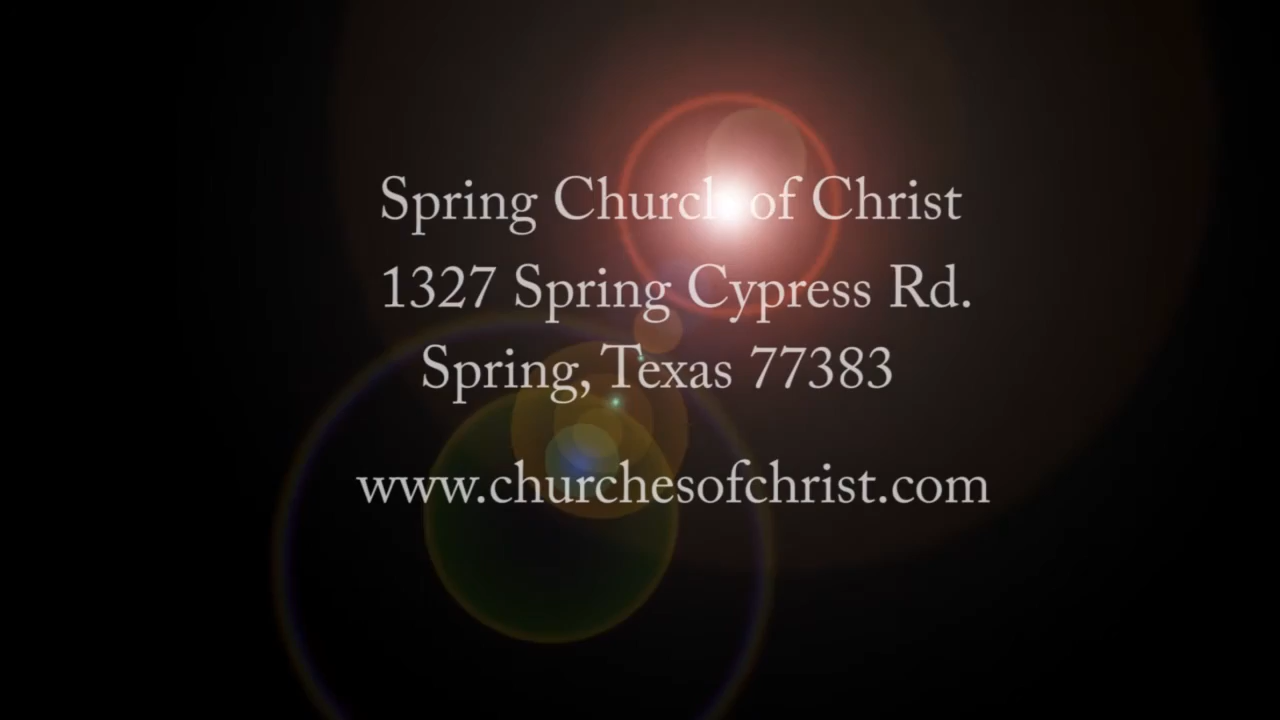 Spring Church of Christ
1327 Spring Cypress Rd.
Spring, Texas 77383
www.churchesofchrist.com